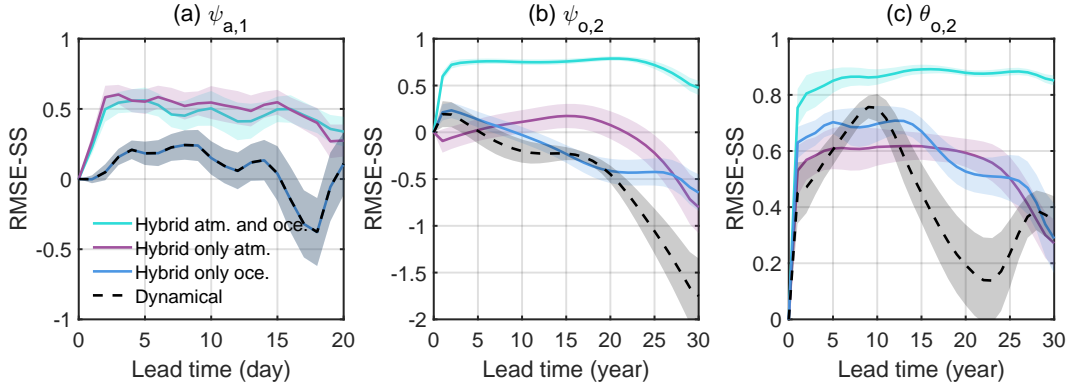 (a) ψa,1
(b) ψo,2
(c) θo,2
RMSE-SS
1
0.5
0
-0.5
-1
0 5 10 15 20
Lead time (day)
Hybrid atm. and oce.
Hybrid only atm.
Hybrid only oce.
Dynamical
RMSE-SS
1
0.5
0
-0.5
-1
-1.5
-2
0 5 10 15 20 25 30
Lead time (year)
RMSE-SS
1
0.8
0.6
0.4
0.2
0
0 5 10 15 20 25 30
Lead time (year)